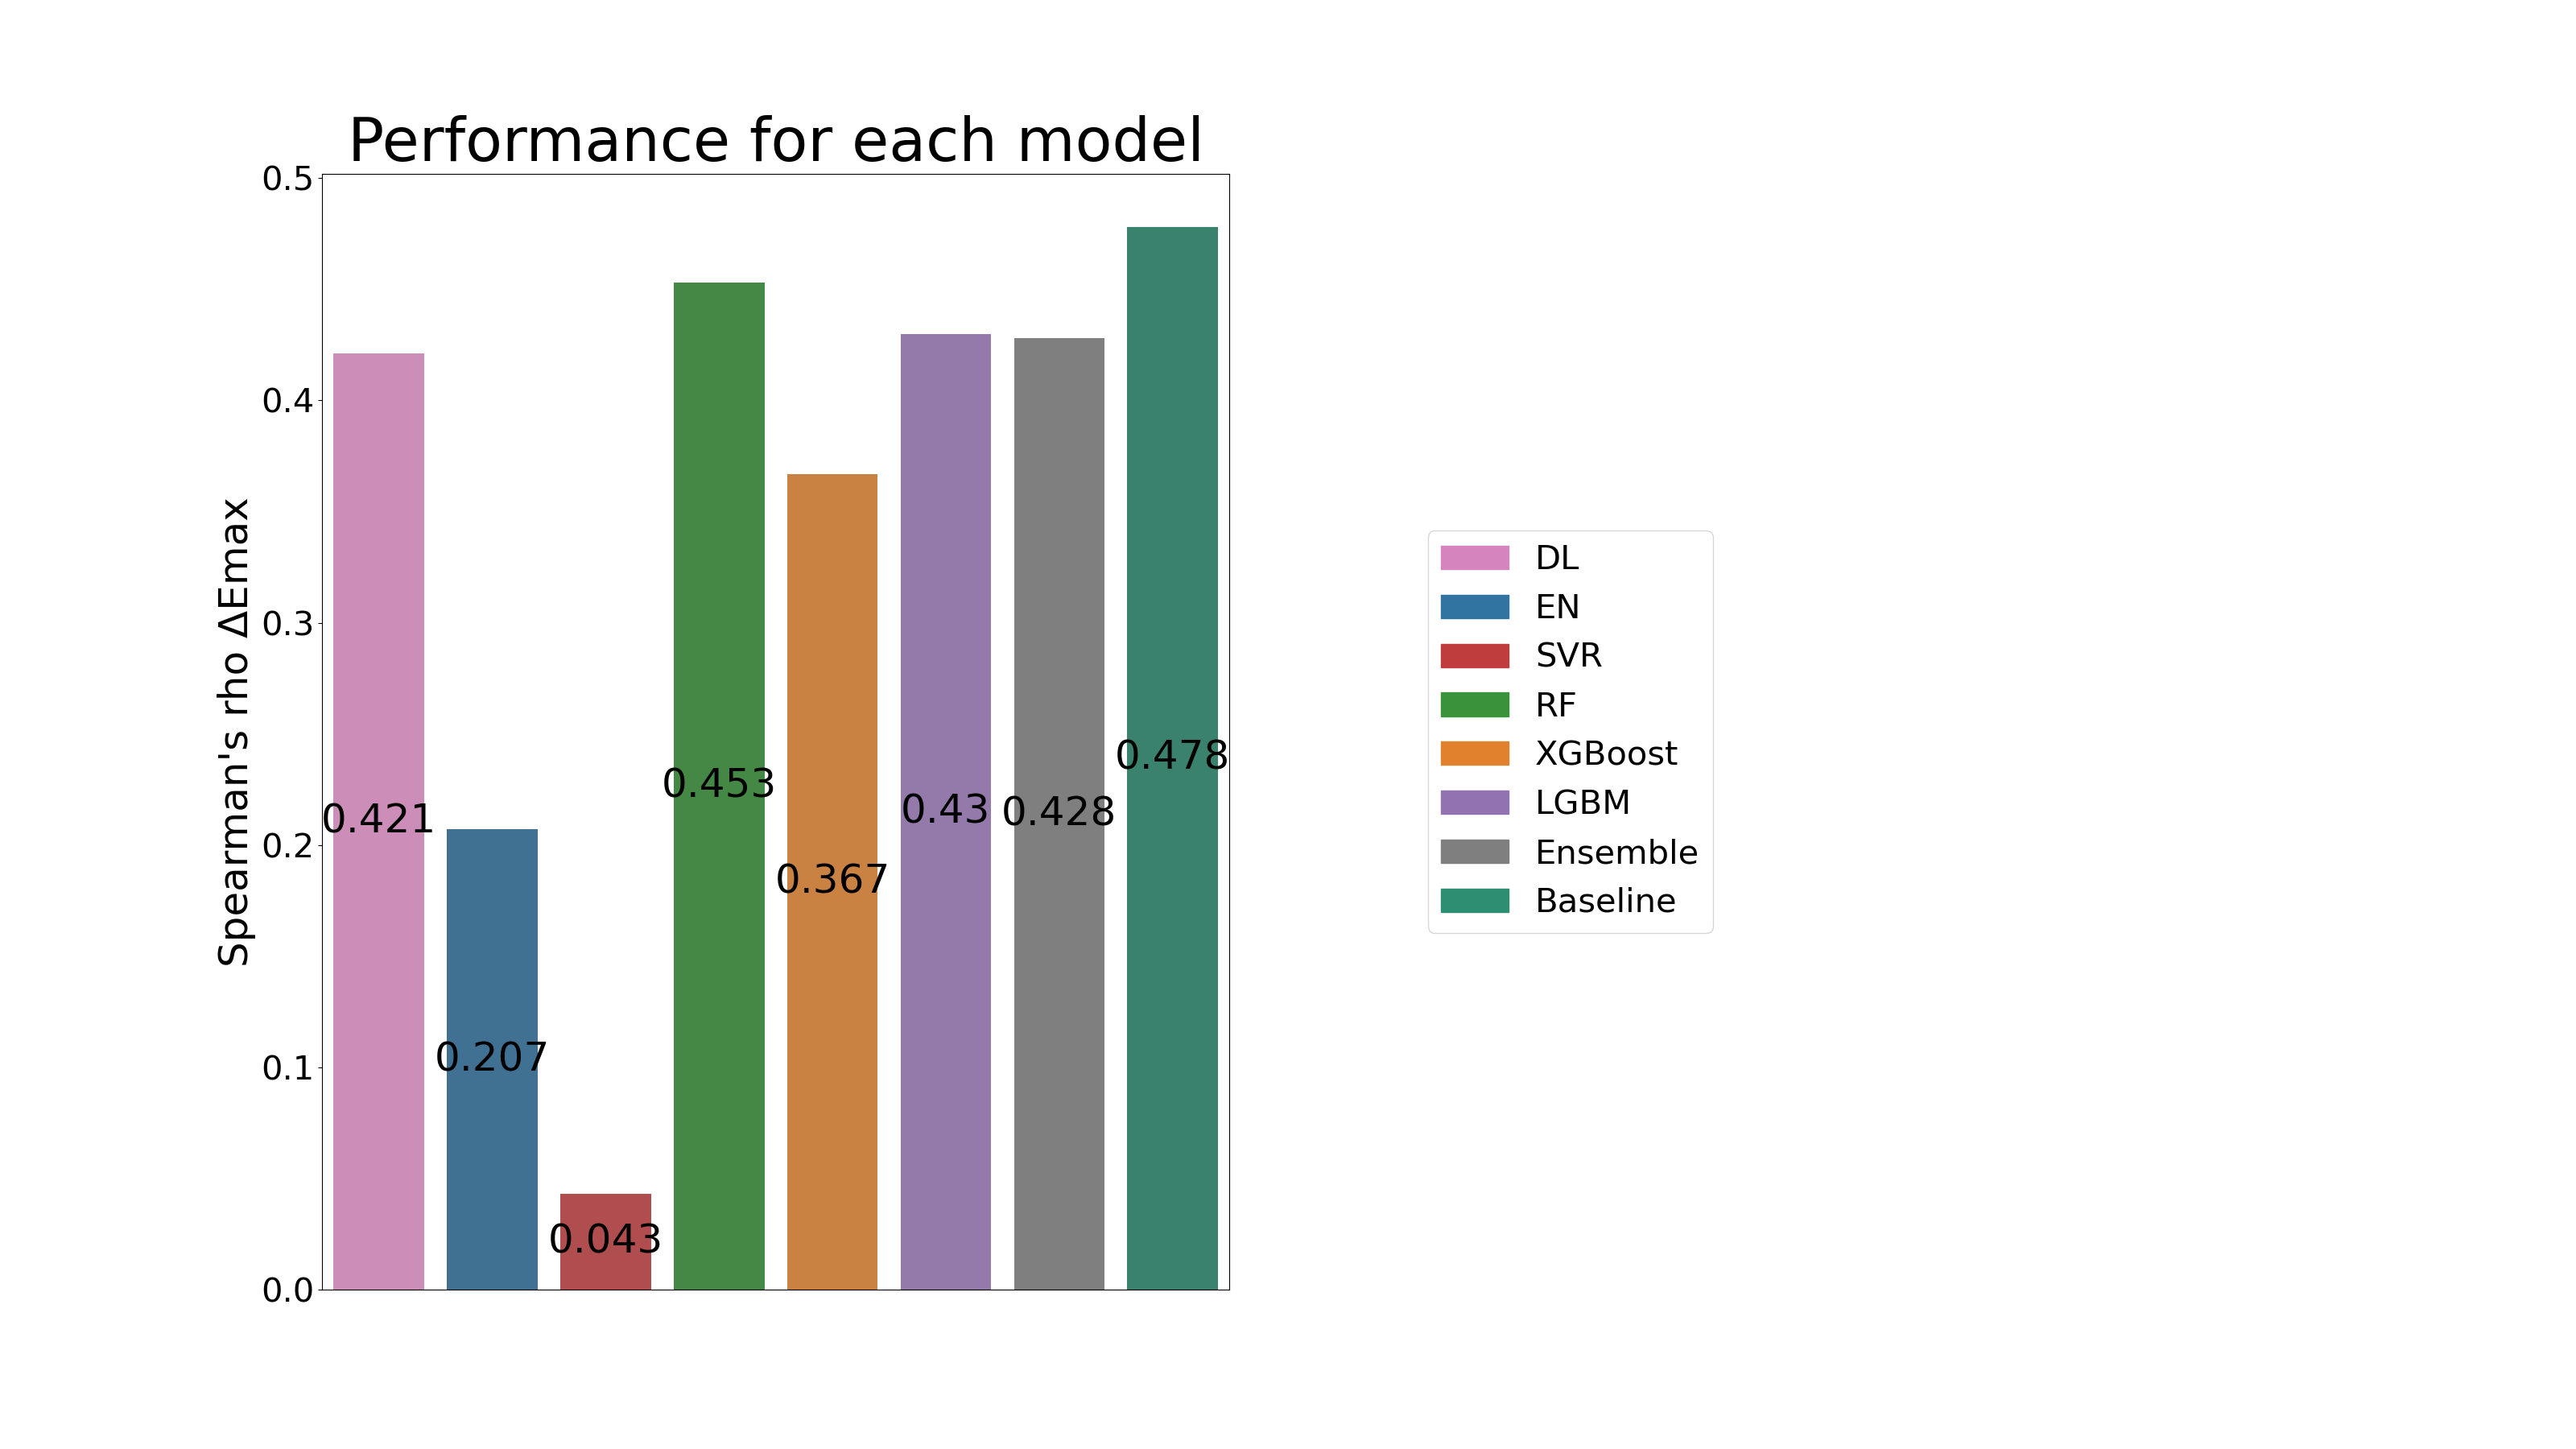 Performance for each model
Spearman's rho ΔEmax
0.5
0.4
0.3
0.2
0.1
0.0
0.421
0.207
0.043
0.453
0.367
0.43
0.428
0.478
DL
EN
SVR
RF
XGBoost
LGBM
Ensemble
Baseline